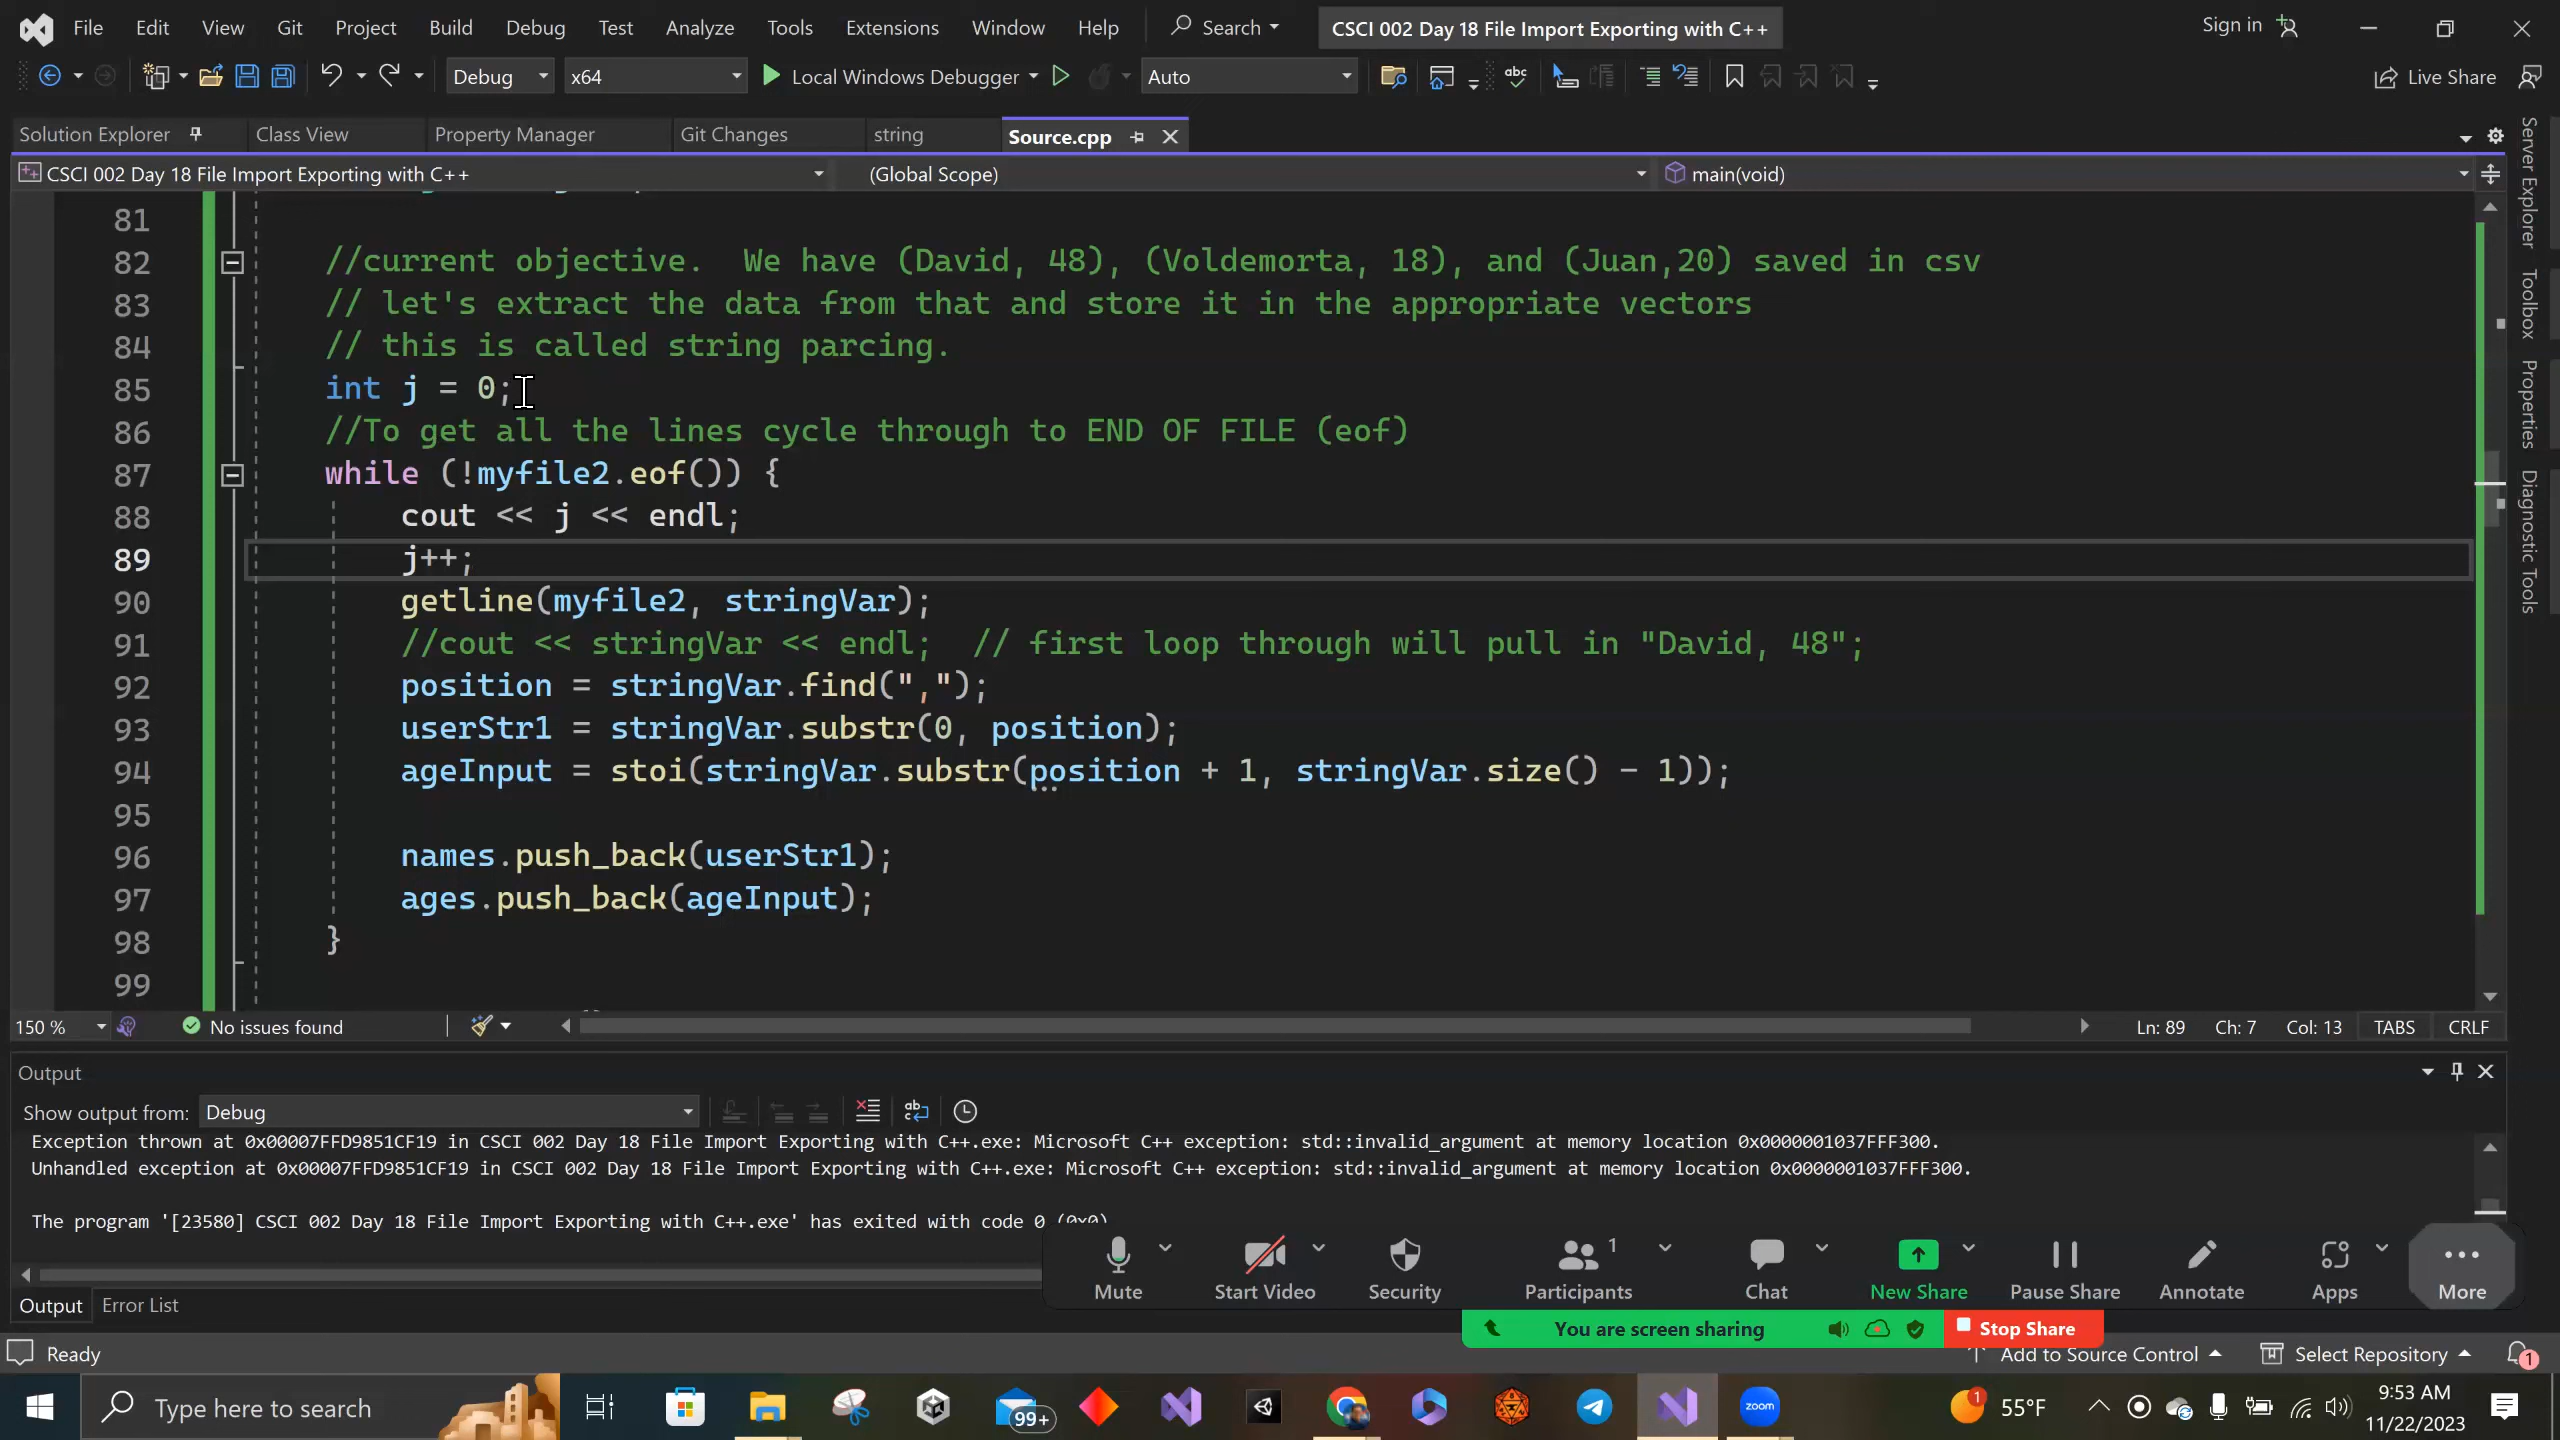 File Edit View Git Project Build Debug Test Analyze Tools Extensions Window Help Search CSCI 002 Day 18 File Import Exporting with C++ Sign in
Debug x64 Local Windows Debugger Auto Live Share
Solution Explorer Class View Property Manager Git Changes string Source.cpp
CSCI 002 Day 18 File Import Exporting with C++ (Global Scope) main(void)
81
82 //current objective.  We have (David, 48), (Voldemorta, 18), and (Juan,20) saved in csv
83 // let's extract the data from that and store it in the appropriate vectors
84 // this is called string parcing.
85 int j = 0;
86 //To get all the lines cycle through to END OF FILE (eof)
87 while (!myfile2.eof()) {
88 cout << j << endl;
89 j++;
90 getline(myfile2, stringVar);
91 //cout << stringVar << endl;  // first loop through will pull in "David, 48";
92 position = stringVar.find(",");
93 userStr1 = stringVar.substr(0, position);
94 ageInput = stoi(stringVar.substr(position + 1, stringVar.size() - 1));
95
96 names.push_back(userStr1);
97 ages.push_back(ageInput);
98 }
99
Server Explorer
Toolbox
Properties
Diagnostic Tools
150 % No issues found Ln: 89 Ch: 7 Col: 13 TABS CRLF
Output
Show output from: Debug
Exception thrown at 0x00007FFD9851CF19 in CSCI 002 Day 18 File Import Exporting with C++.exe: Microsoft C++ exception: std::invalid_argument at memory location 0x0000001037FFF300.
Unhandled exception at 0x00007FFD9851CF19 in CSCI 002 Day 18 File Import Exporting with C++.exe: Microsoft C++ exception: std::invalid_argument at memory location 0x0000001037FFF300.
The program '[23580] CSCI 002 Day 18 File Import Exporting with C++.exe' has exited with code 0 (0x0)
Output Error List
1
Mute Start Video Security Participants Chat New Share Pause Share Annotate Apps More
You are screen sharing Stop Share
Ready Add to Source Control Select Repository 1
Type here to search 99+ zoom 1 55°F 9:53 AM
11/22/2023